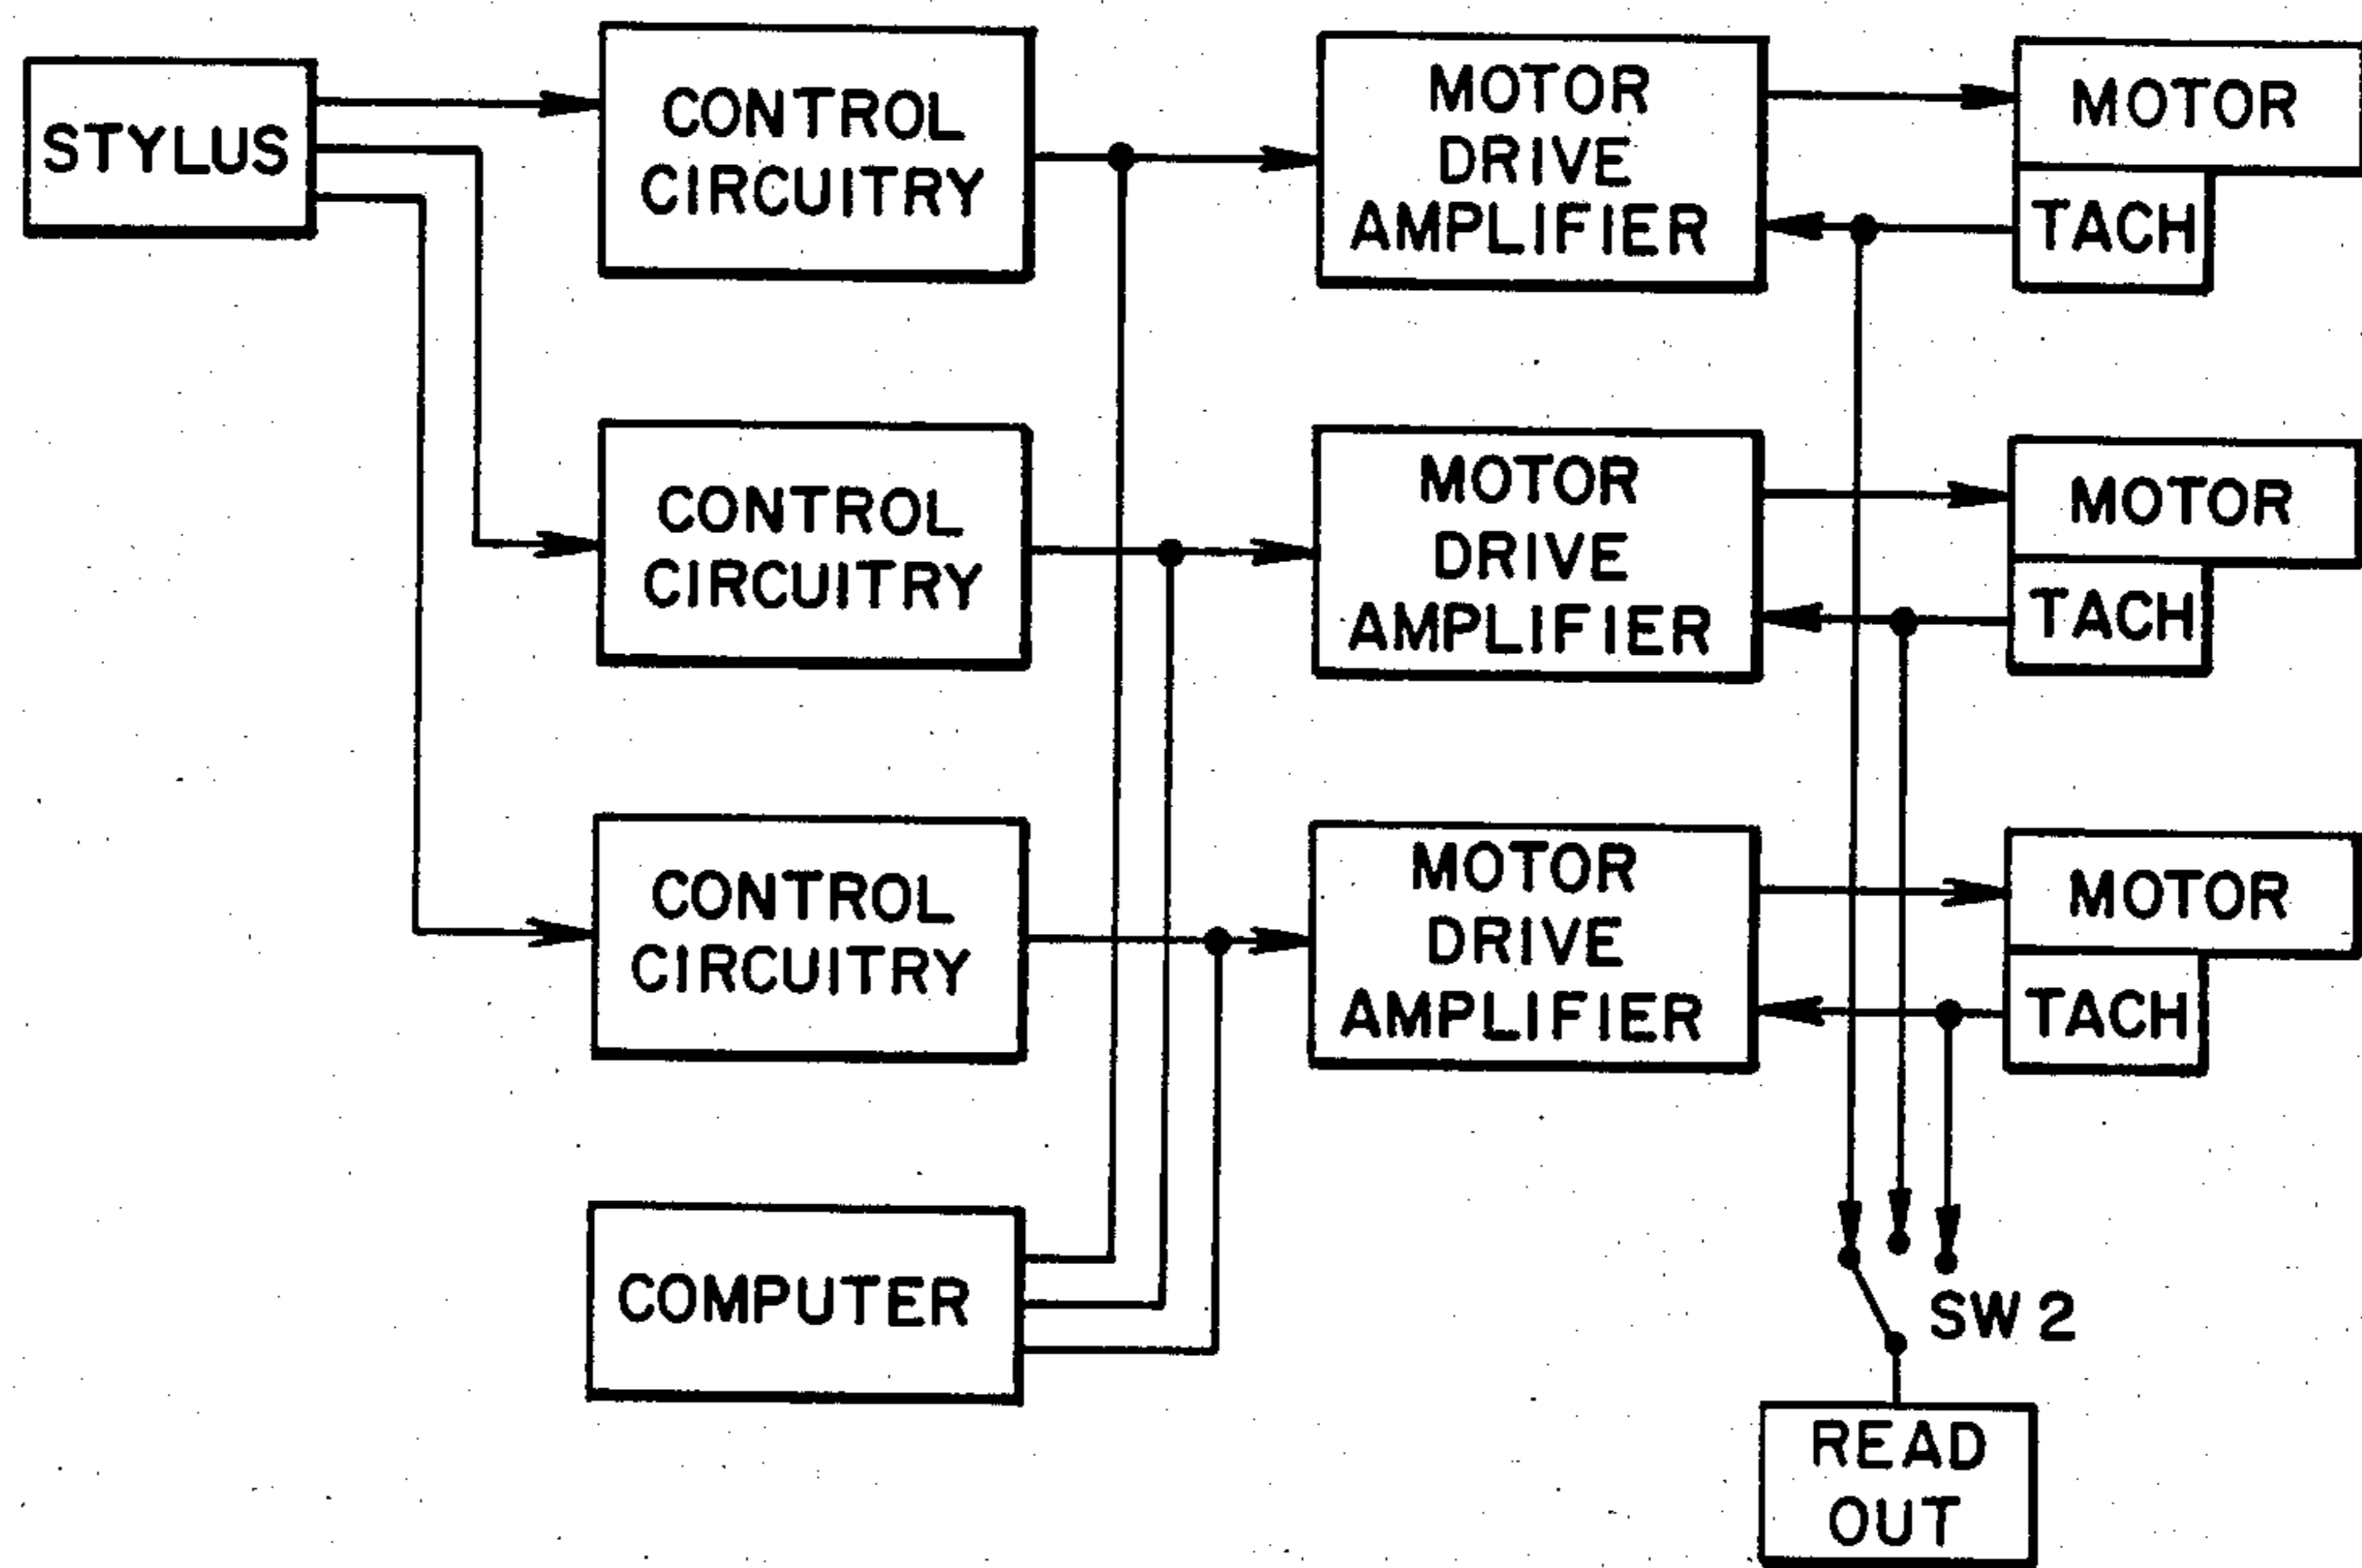 STYLUS
CONTROL
CIRCUITRY
MOTOR
DRIVE
AMPLIFIER
MOTOR
TACH
CONTROL
CIRCUITRY
MOTOR
DRIVE
AMPLIFIER
MOTOR
TACH
CONTROL
CIRCUITRY
MOTOR
DRIVE
AMPLIFIER
MOTOR
TACH
COMPUTER
SW 2
READ
OUT